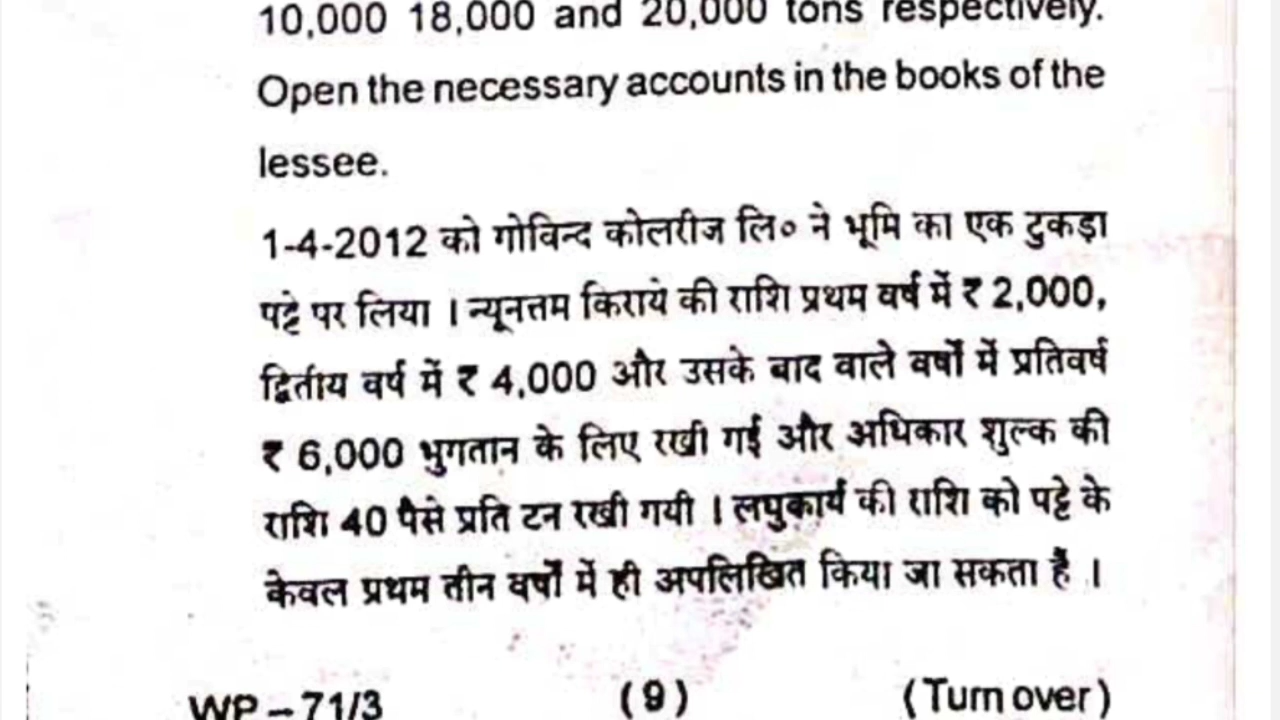 10,000 18,000 and 20,000 tons respectively.
Open the necessary accounts in the books of the
lessee.
1-4-2012 को गोविन्द कोलरीज लि० ने भूमि का एक टुकड़ा
पट्टे पर लिया । न्यूनत्तम किराये की राशि प्रथम वर्ष में ₹ 2,000,
द्वितीय वर्ष में ₹ 4,000 और उसके बाद वाले वर्षों में प्रतिवर्ष
₹ 6,000 भुगतान के लिए रखी गई और अधिकार शुल्क की
राशि 40 पैसे प्रति टन रखी गयी । लघुकार्य की राशि को पट्टे के
केवल प्रथम तीन वर्षों में ही अपलिखित किया जा सकता है ।
WP – 71/3 (9) (Turn over)